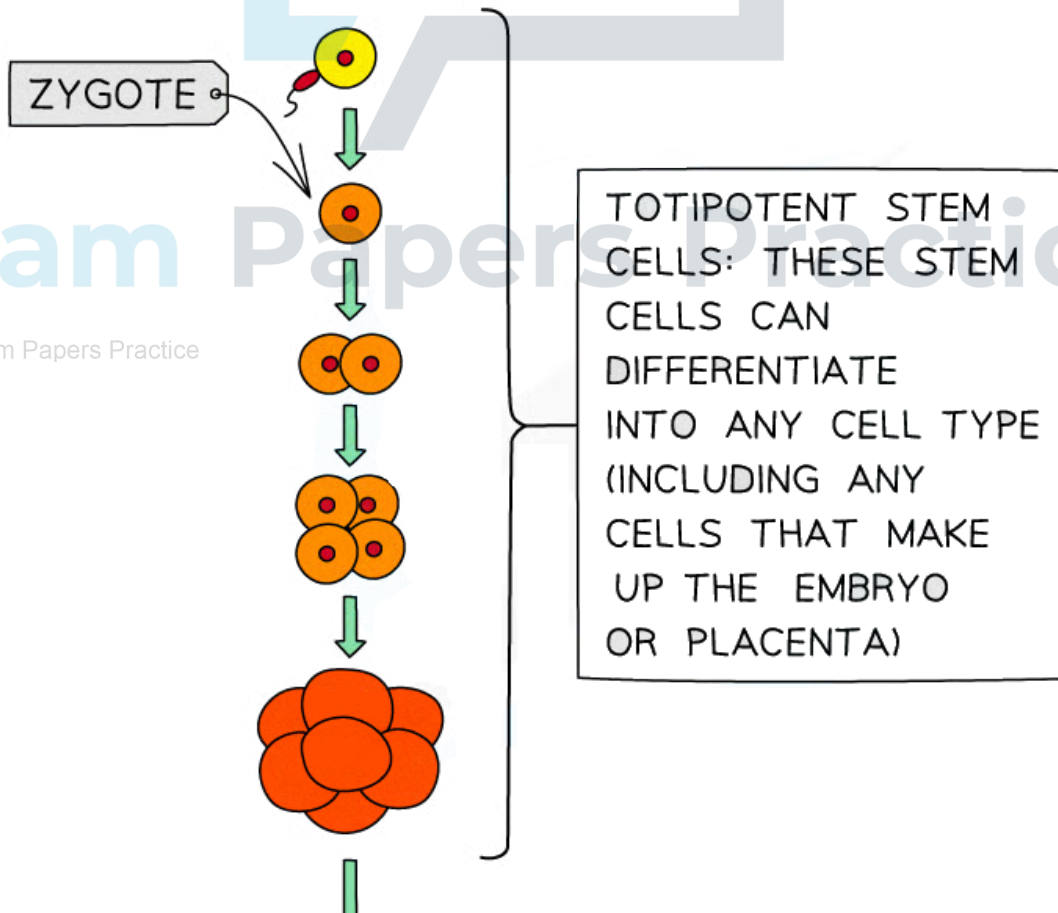 ZYGOTE
TOTIPOTENT STEM
CELLS: THESE STEM
CELLS CAN
DIFFERENTIATE
INTO ANY CELL TYPE
(INCLUDING ANY
CELLS THAT MAKE
UP THE EMBRYO
OR PLACENTA)
am Papers Practic
m Papers Practice